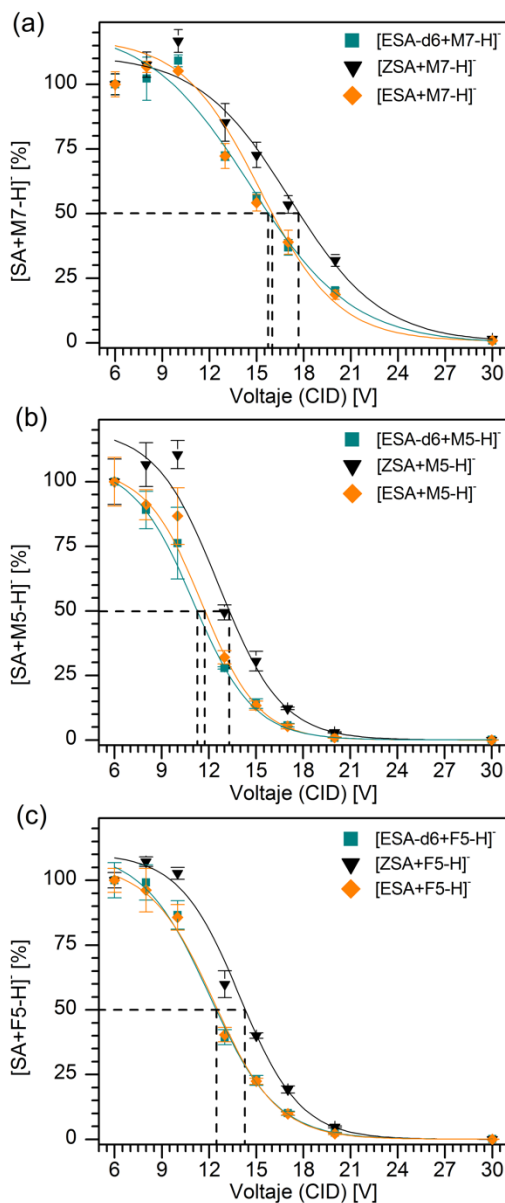 (a)
[ESA-d6+M7-H]⁻
[ZSA+M7-H]⁻
[ESA+M7-H]⁻
[SA+M7-H]⁻ [%]
100
75
50
25
0
6 9 12 15 18 21 24 27 30
Voltaje (CID) [V]
(b)
[ESA-d6+M5-H]⁻
[ZSA+M5-H]⁻
[ESA+M5-H]⁻
[SA+M5-H]⁻ [%]
100
75
50
25
0
6 9 12 15 18 21 24 27 30
Voltaje (CID) [V]
(c)
[ESA-d6+F5-H]⁻
[ZSA+F5-H]⁻
[ESA+F5-H]⁻
[SA+F5-H]⁻ [%]
100
75
50
25
0
6 9 12 15 18 21 24 27 30
Voltaje (CID) [V]